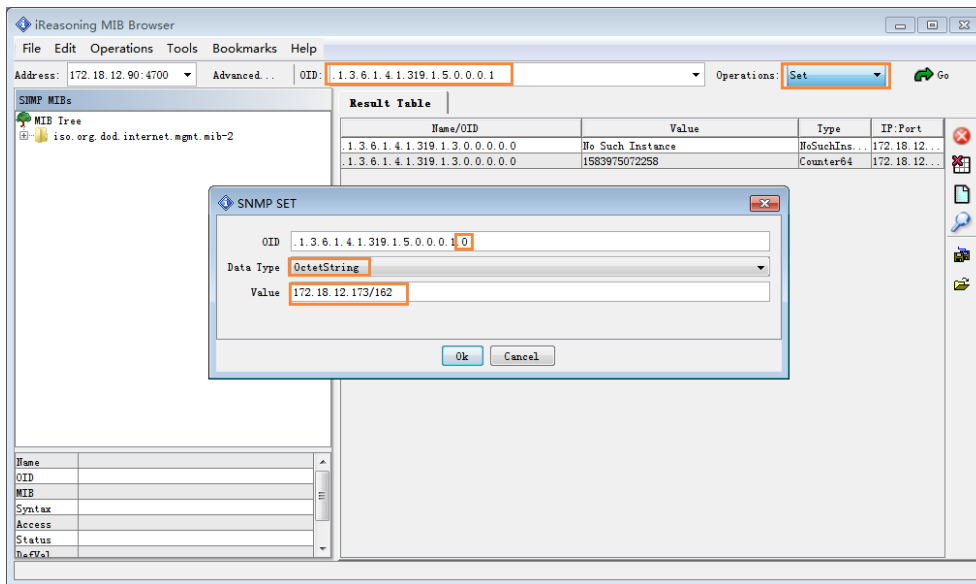 iReasoning MIB Browser
File Edit Operations Tools Bookmarks Help
Address: 172.18.12.90:4700 Advanced... OID: .1.3.6.1.4.1.319.1.5.0.0.0.1 Operations: Set Go
SNMP MIBs
MIB Tree
iso.org.dod.internet.mgmt.mib-2
Result Table
Name/OID Value Type IP:Port
.1.3.6.1.4.1.319.1.3.0.0.0.0.0 No Such Instance NoSuchIns... 172.18.12...
.1.3.6.1.4.1.319.1.3.0.0.0.0.0 1583975072258 Counter64 172.18.12...
SNMP SET
OID .1.3.6.1.4.1.319.1.5.0.0.0.1.0
Data Type OctetString
Value 172.18.12.173/162
Ok Cancel
Name
OID
MIB
Syntax
Access
Status
DefVal